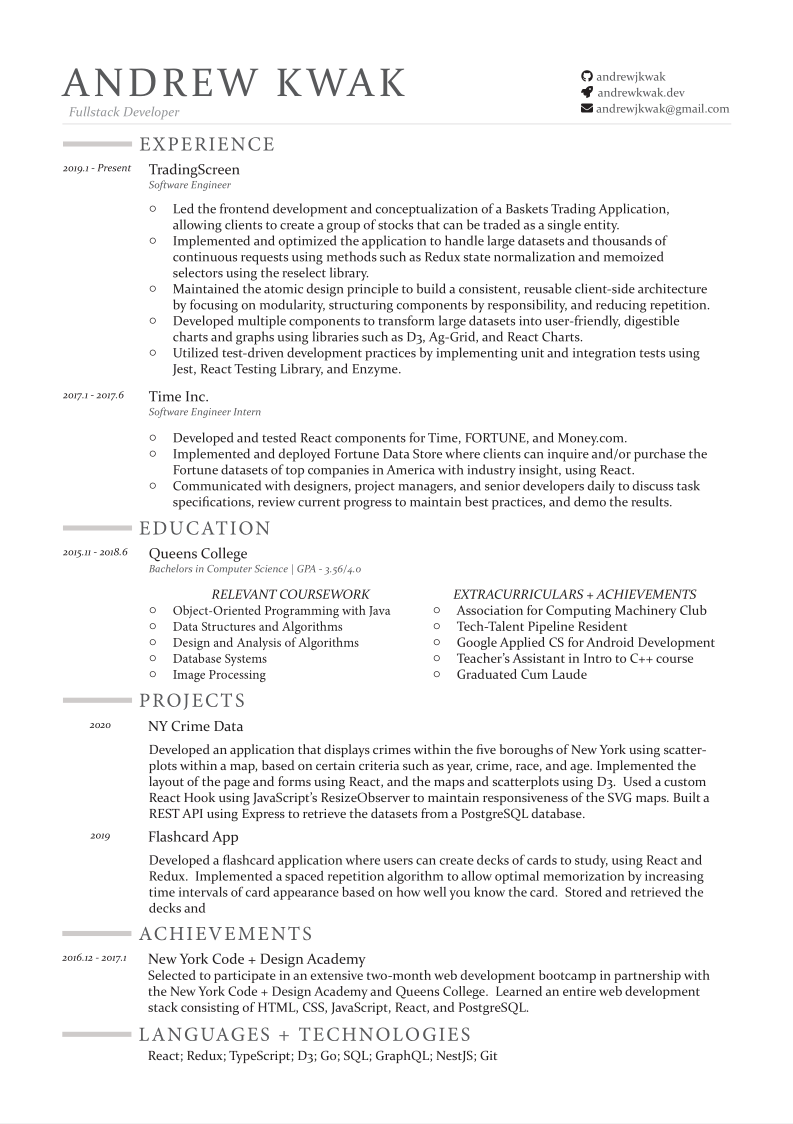 ANDREW KWAK
Fullstack Developer
andrewjkwak
andrewkwak.dev
andrewjkwak@gmail.com
EXPERIENCE
2019.1 - Present TradingScreen
Software Engineer
○ Led the frontend development and conceptualization of a Baskets Trading Application,
allowing clients to create a group of stocks that can be traded as a single entity.
○ Implemented and optimized the application to handle large datasets and thousands of
continuous requests using methods such as Redux state normalization and memoized
selectors using the reselect library.
○ Maintained the atomic design principle to build a consistent, reusable client-side architecture
by focusing on modularity, structuring components by responsibility, and reducing repetition.
○ Developed multiple components to transform large datasets into user-friendly, digestible
charts and graphs using libraries such as D3, Ag-Grid, and React Charts.
○ Utilized test-driven development practices by implementing unit and integration tests using
Jest, React Testing Library, and Enzyme.
2017.1 - 2017.6 Time Inc.
Software Engineer Intern
○ Developed and tested React components for Time, FORTUNE, and Money.com.
○ Implemented and deployed Fortune Data Store where clients can inquire and/or purchase the
Fortune datasets of top companies in America with industry insight, using React.
○ Communicated with designers, project managers, and senior developers daily to discuss task
specifications, review current progress to maintain best practices, and demo the results.
EDUCATION
2015.11 - 2018.6 Queens College
Bachelors in Computer Science | GPA - 3.56/4.0
RELEVANT COURSEWORK
○ Object-Oriented Programming with Java
○ Data Structures and Algorithms
○ Design and Analysis of Algorithms
○ Database Systems
○ Image Processing
EXTRACURRICULARS + ACHIEVEMENTS
○ Association for Computing Machinery Club
○ Tech-Talent Pipeline Resident
○ Google Applied CS for Android Development
○ Teacher's Assistant in Intro to C++ course
○ Graduated Cum Laude
PROJECTS
2020 NY Crime Data
Developed an application that displays crimes within the five boroughs of New York using scatter-
plots within a map, based on certain criteria such as year, crime, race, and age. Implemented the
layout of the page and forms using React, and the maps and scatterplots using D3. Used a custom
React Hook using JavaScript's ResizeObserver to maintain responsiveness of the SVG maps. Built a
REST API using Express to retrieve the datasets from a PostgreSQL database.
2019 Flashcard App
Developed a flashcard application where users can create decks of cards to study, using React and
Redux. Implemented a spaced repetition algorithm to allow optimal memorization by increasing
time intervals of card appearance based on how well you know the card. Stored and retrieved the
decks and
ACHIEVEMENTS
2016.12 - 2017.1 New York Code + Design Academy
Selected to participate in an extensive two-month web development bootcamp in partnership with
the New York Code + Design Academy and Queens College. Learned an entire web development
stack consisting of HTML, CSS, JavaScript, React, and PostgreSQL.
LANGUAGES + TECHNOLOGIES
React; Redux; TypeScript; D3; Go; SQL; GraphQL; NestJS; Git